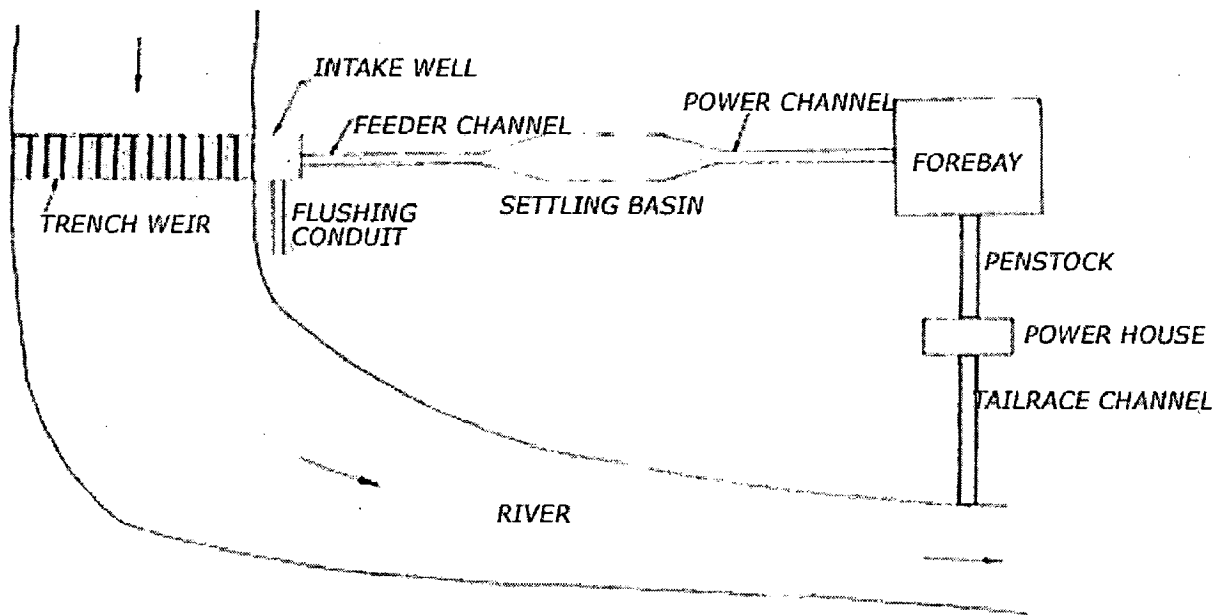 INTAKE WELL
POWER CHANNEL
FEEDER CHANNEL
FOREBAY
TRENCH WEIR
FLUSHING
CONDUIT
SETTLING BASIN
PENSTOCK
POWER HOUSE
TAILRACE CHANNEL
RIVER